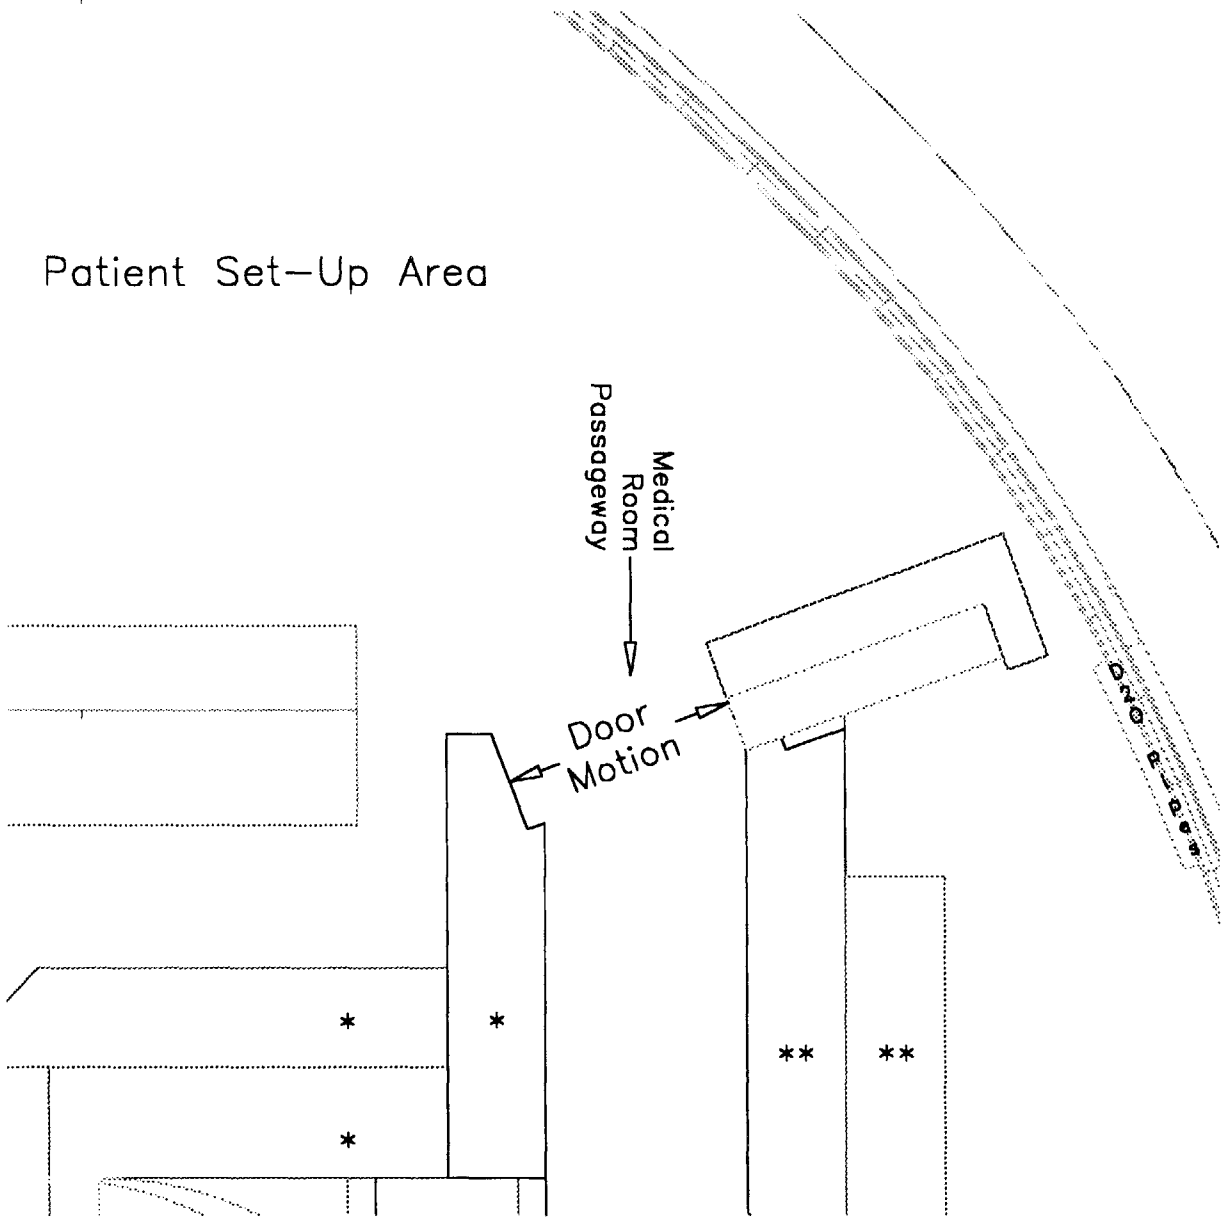 Patient Set-Up Area
Medical
Room
Passageway
Door
Motion
D2O Pipes
*
*
**
**
*